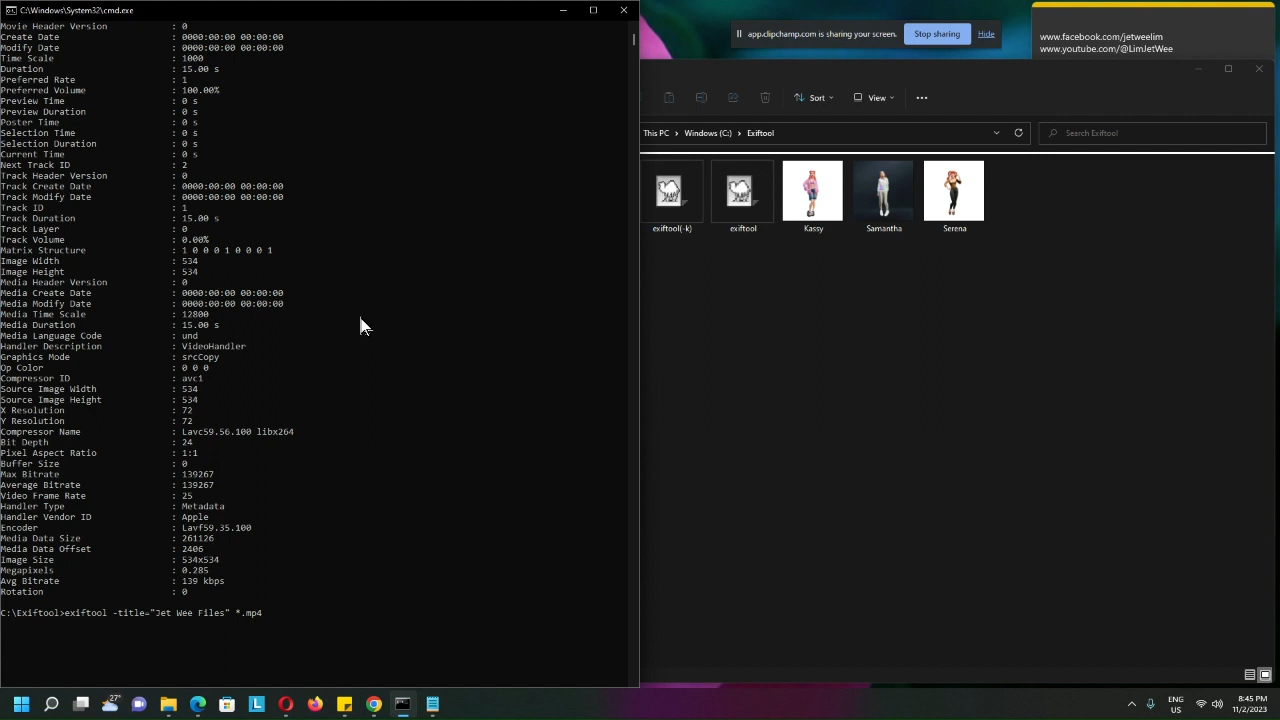 C:\Windows\System32\cmd.exe
Movie Header Version : 0
Create Date : 0000:00:00 00:00:00
Modify Date : 0000:00:00 00:00:00
Time Scale : 1000
Duration : 15.00 s
Preferred Rate : 1
Preferred Volume : 100.00%
Preview Time : 0 s
Preview Duration : 0 s
Poster Time : 0 s
Selection Time : 0 s
Selection Duration : 0 s
Current Time : 0 s
Next Track ID : 2
Track Header Version : 0
Track Create Date : 0000:00:00 00:00:00
Track Modify Date : 0000:00:00 00:00:00
Track ID : 1
Track Duration : 15.00 s
Track Layer : 0
Track Volume : 0.00%
Matrix Structure : 1 0 0 0 1 0 0 0 1
Image Width : 534
Image Height : 534
Media Header Version : 0
Media Create Date : 0000:00:00 00:00:00
Media Modify Date : 0000:00:00 00:00:00
Media Time Scale : 12800
Media Duration : 15.00 s
Media Language Code : und
Handler Description : VideoHandler
Graphics Mode : srcCopy
Op Color : 0 0 0
Compressor ID : avc1
Source Image Width : 534
Source Image Height : 534
X Resolution : 72
Y Resolution : 72
Compressor Name : Lavc59.56.100 libx264
Bit Depth : 24
Pixel Aspect Ratio : 1:1
Buffer Size : 0
Max Bitrate : 139267
Average Bitrate : 139267
Video Frame Rate : 25
Handler Type : Metadata
Handler Vendor ID : Apple
Encoder : Lavf59.35.100
Media Data Size : 261126
Media Data Offset : 2406
Image Size : 534x534
Megapixels : 0.285
Avg Bitrate : 139 kbps
Rotation : 0
C:\Exiftool>exiftool -title="Jet Wee Files" *.mp4
app.clipchamp.com is sharing your screen. Stop sharing Hide
www.facebook.com/jetweelim
www.youtube.com/@LimJetWee
Sort View
This PC > Windows (C:) > Exiftool
Search Exiftool
exiftool(-k) exiftool Kassy Samantha Serena
27°
ENG
US
8:45 PM
11/2/2023